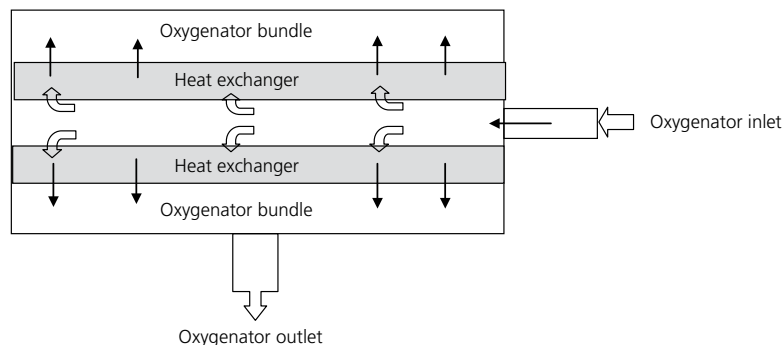 Oxygenator bundle
Heat exchanger
Oxygenator inlet
Heat exchanger
Oxygenator bundle
Oxygenator outlet